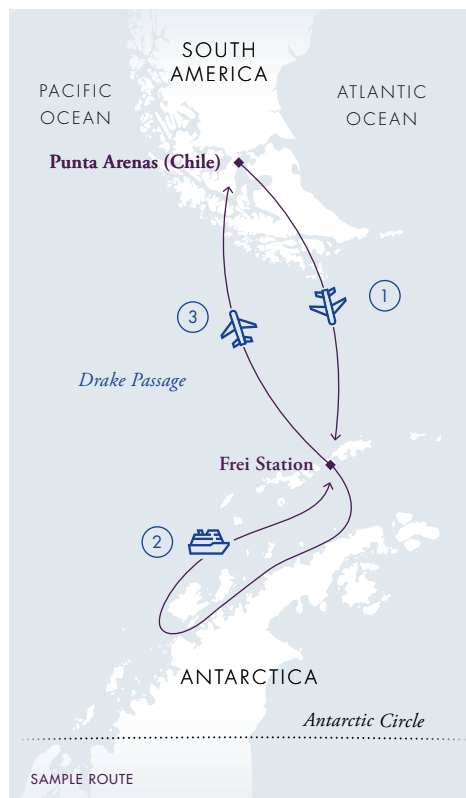 SOUTH
AMERICA
PACIFIC
OCEAN
ATLANTIC
OCEAN
Punta Arenas (Chile)
1
3
Drake Passage
Frei Station
2
ANTARCTICA
Antarctic Circle
SAMPLE ROUTE